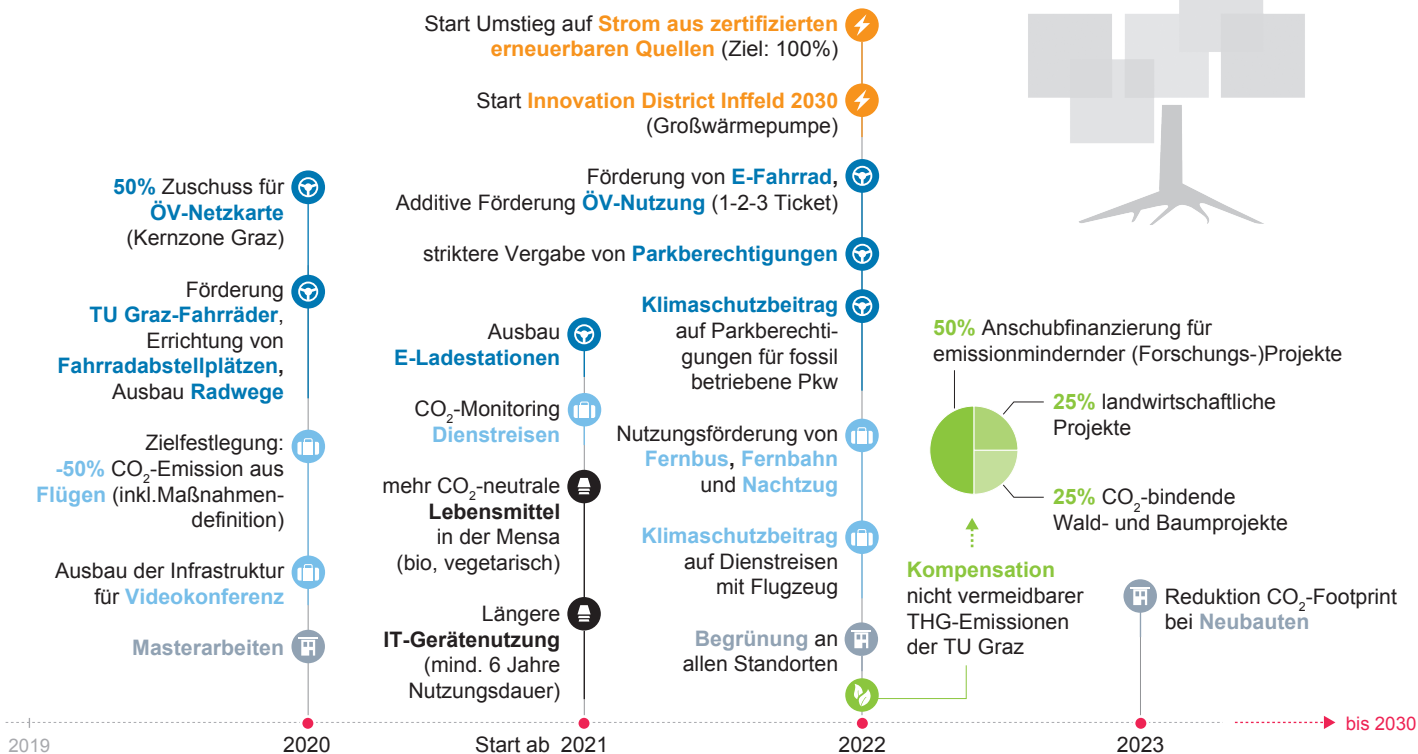 Start Umstieg auf Strom aus zertifizierten
erneuerbaren Quellen (Ziel: 100%)
Start Innovation District Inffeld 2030
(Großwärmepumpe)
50% Zuschuss für
ÖV-Netzkarte
(Kernzone Graz)
Förderung von E-Fahrrad,
Additive Förderung ÖV-Nutzung (1-2-3 Ticket)
striktere Vergabe von Parkberechtigungen
Förderung
TU Graz-Fahrräder,
Errichtung von
Fahrradabstellplätzen,
Ausbau Radwege
Ausbau
E-Ladestationen
Klimaschutzbeitrag
auf Parkberechti-
gungen für fossil
betriebene Pkw
50% Anschubfinanzierung für
emissionmindernder (Forschungs-)Projekte
25% landwirtschaftliche
Projekte
25% CO₂-bindende
Wald- und Baumprojekte
Zielfestlegung:
-50% CO₂-Emission aus
Flügen (inkl.Maßnahmen-
definition)
CO₂-Monitoring
Dienstreisen
Nutzungsförderung von
Fernbus, Fernbahn
und Nachtzug
mehr CO₂-neutrale
Lebensmittel
in der Mensa
(bio, vegetarisch)
Klimaschutzbeitrag
auf Dienstreisen
mit Flugzeug
Ausbau der Infrastruktur
für Videokonferenz
Kompensation
nicht vermeidbarer
THG-Emissionen
der TU Graz
Reduktion CO₂-Footprint
bei Neubauten
Masterarbeiten
Längere
IT-Gerätenutzung
(mind. 6 Jahre
Nutzungsdauer)
Begrünung an
allen Standorten
bis 2030
2019 2020 Start ab 2021 2022 2023